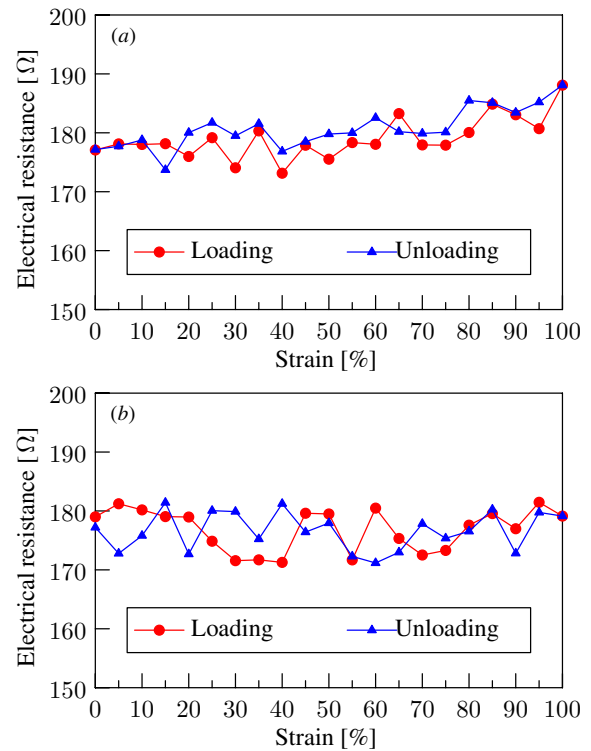 (a)
Electrical resistance [ Ω]
200
190
180
170
160
150
Loading
Unloading
0 10 20 30 40 50 60 70 80 90 100
Strain [%]
(b)
Electrical resistance [ Ω]
200
190
180
170
160
150
Loading
Unloading
0 10 20 30 40 50 60 70 80 90 100
Strain [%]